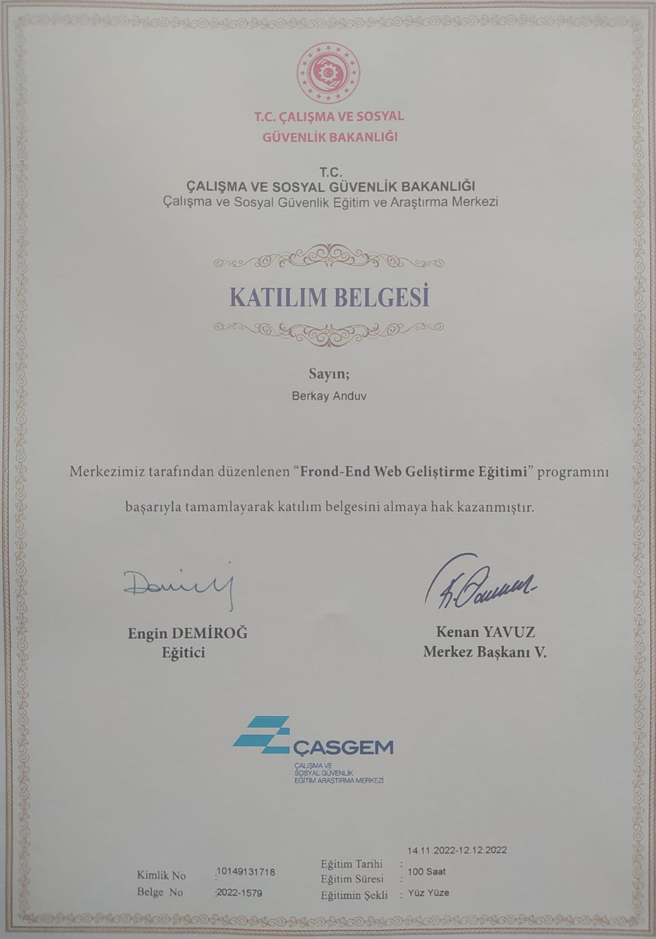 T.C. ÇALIŞMA VE SOSYAL
GÜVENLİK BAKANLIĞI
T.C.
ÇALIŞMA VE SOSYAL GÜVENLİK BAKANLIĞI
Çalışma ve Sosyal Güvenlik Eğitim ve Araştırma Merkezi
KATILIM BELGESİ
Sayın;
Berkay Anduv
Merkezimiz tarafından düzenlenen “Frond-End Web Geliştirme Eğitimi” programını
başarıyla tamamlayarak katılım belgesini almaya hak kazanmıştır.
Engin DEMİROĞ
Eğitici
Kenan YAVUZ
Merkez Başkanı V.
ÇASGEM
ÇALIŞMA VE
SOSYAL GÜVENLİK
EĞİTİM ARAŞTIRMA MERKEZİ
Kimlik No : 10149131718
Belge No : 2022-1579
Eğitim Tarihi : 14.11.2022-12.12.2022
Eğitim Süresi : 100 Saat
Eğitimin Şekli : Yüz Yüze